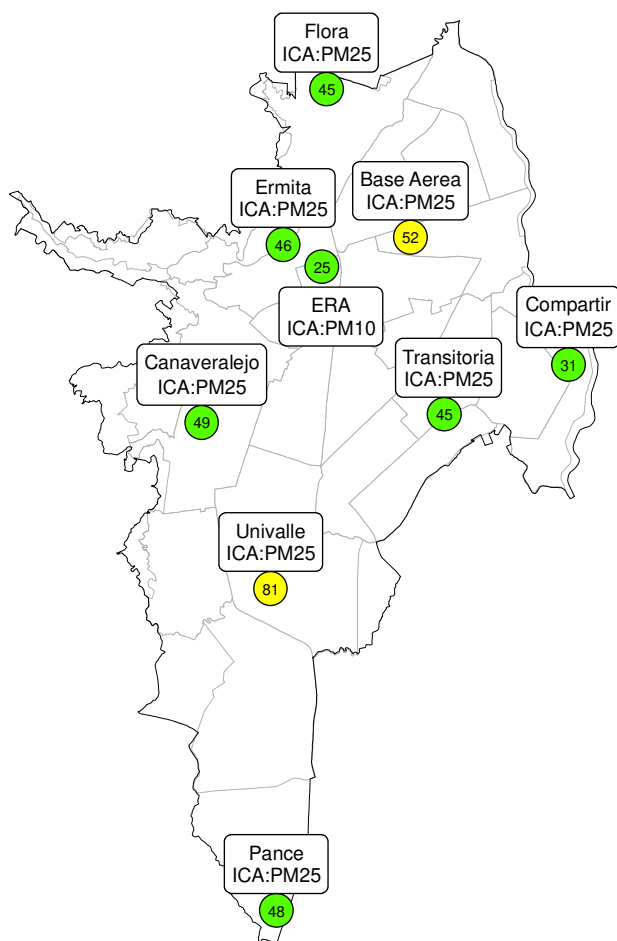 Flora
ICA:PM25
45
Ermita
ICA:PM25
46
Base Aerea
ICA:PM25
52
25
ERA
ICA:PM10
Compartir
ICA:PM25
31
Canaveralejo
ICA:PM25
49
Transitoria
ICA:PM25
45
Univalle
ICA:PM25
81
Pance
ICA:PM25
48